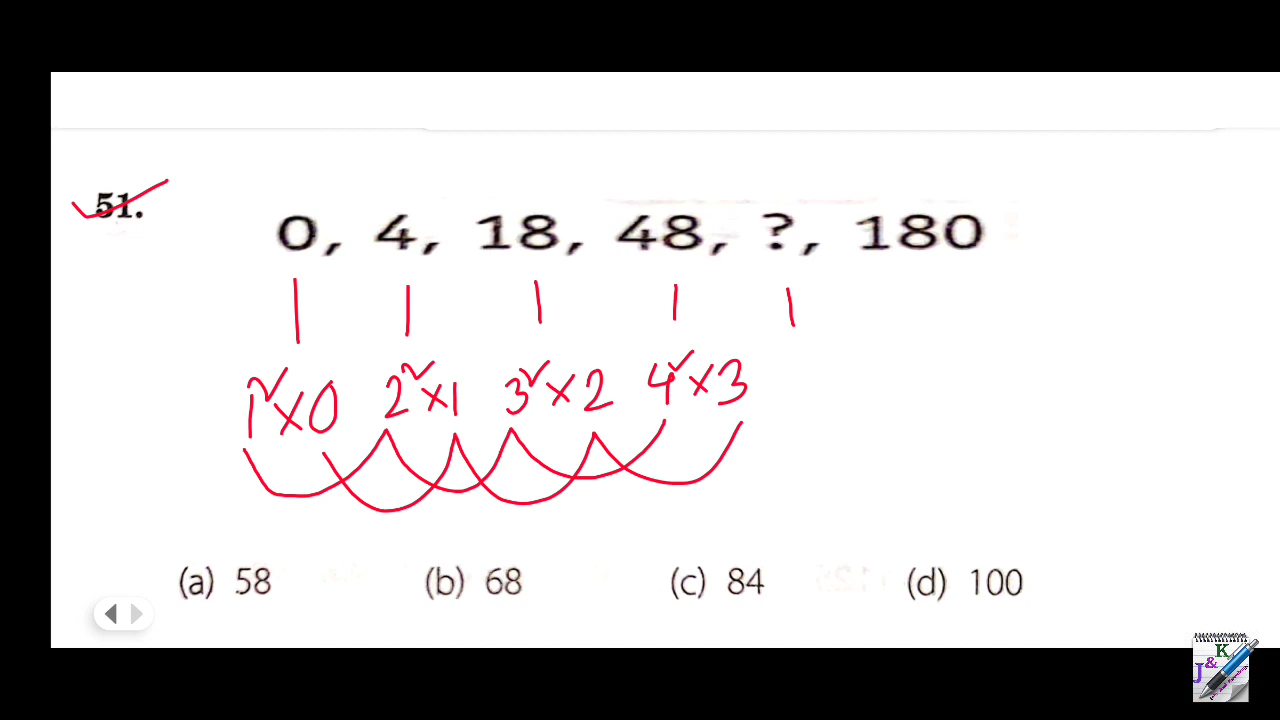 51.
0, 4, 18, 48, ?, 180
1²×0 2²×1 3²×2 4²×3
(a) 58 (b) 68 (c) 84 (d) 100
J&K